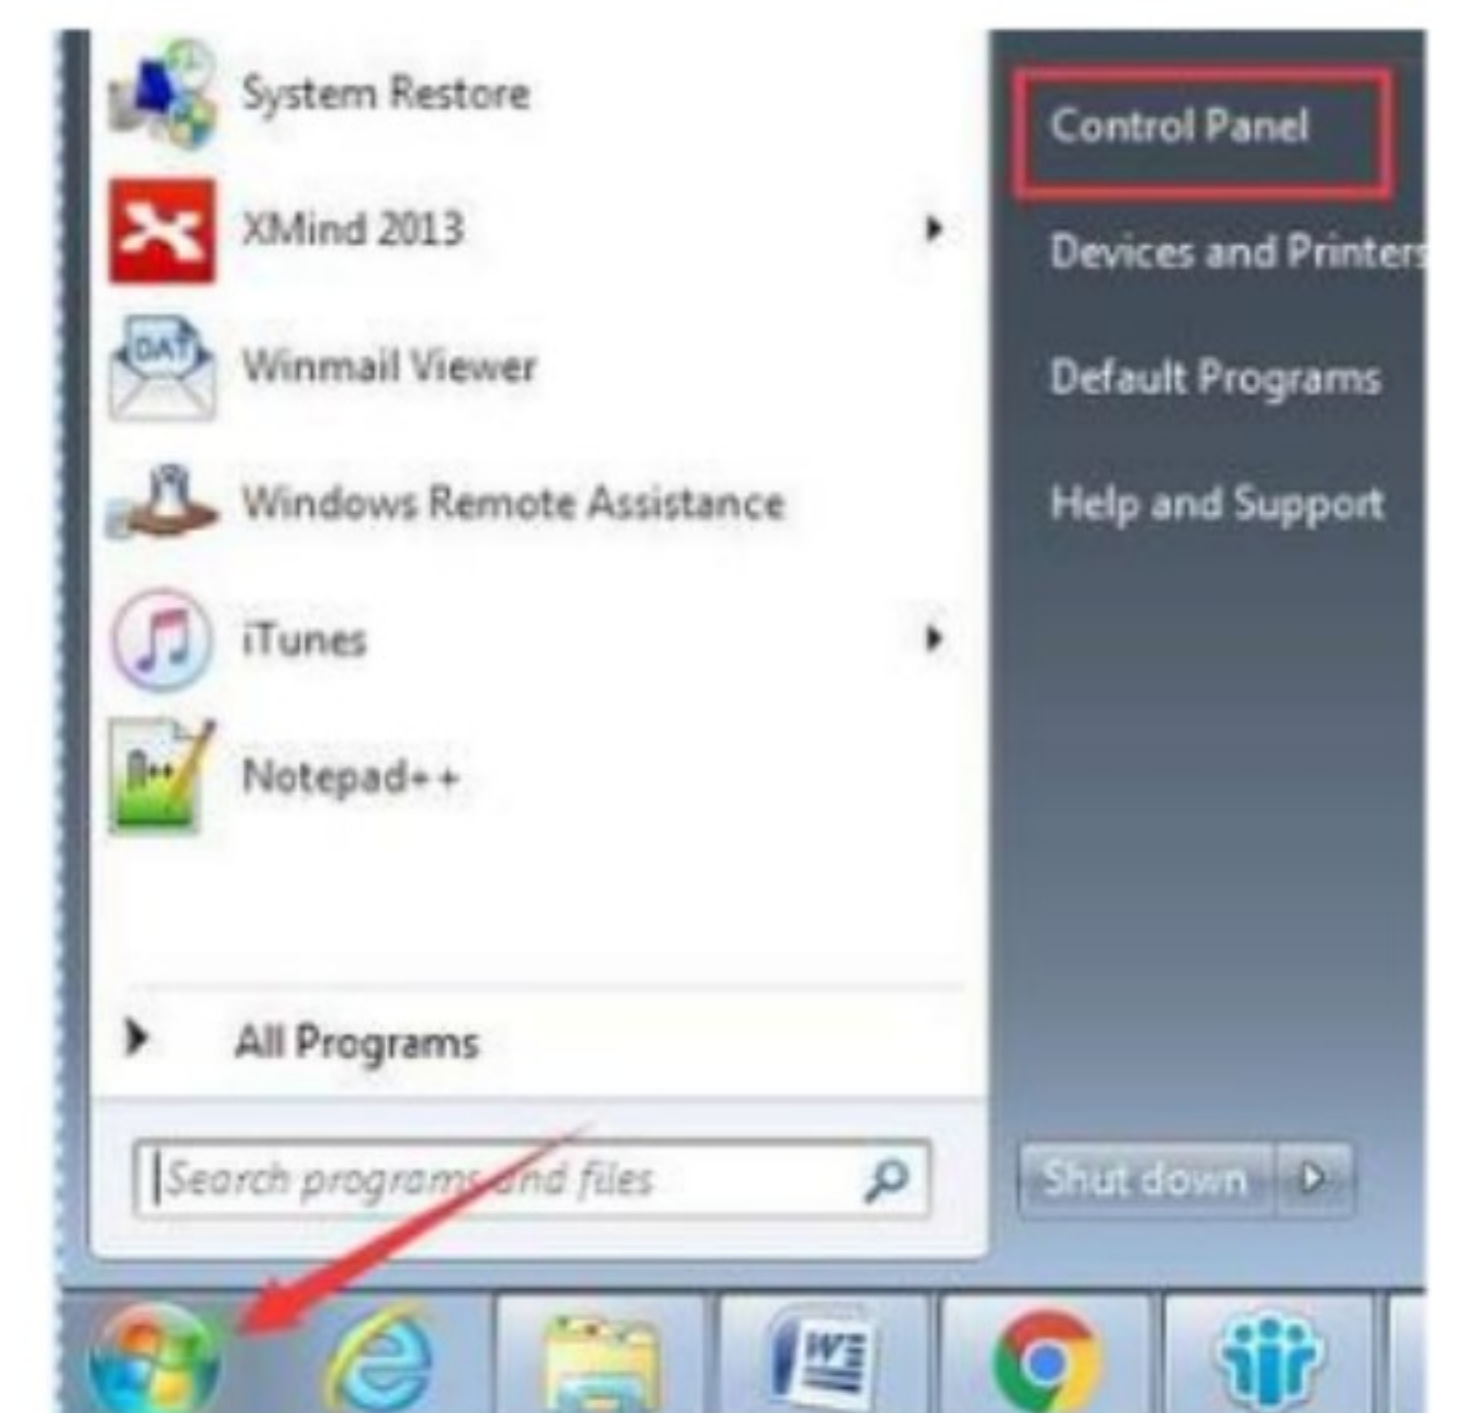 System Restore
XMind 2013
DAT
Winmail Viewer
Windows Remote Assistance
iTunes
Notepad++
All Programs
Search programs and files
Control Panel
Devices and Printers
Default Programs
Help and Support
Shut down
W